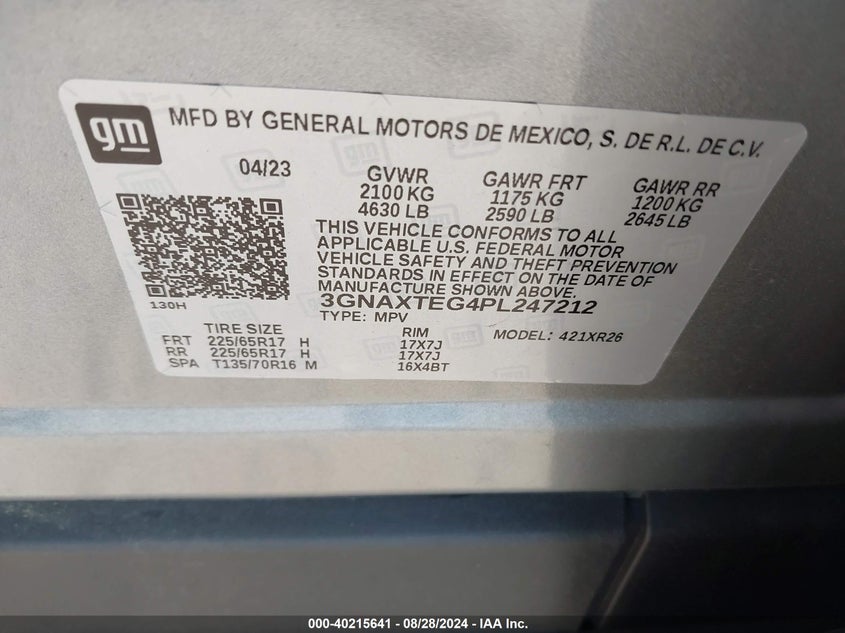 gm
MFD BY GENERAL MOTORS DE MEXICO, S. DE R.L. DE C.V.
04/23
GVWR
2100 KG
4630 LB
GAWR FRT
1175 KG
2590 LB
GAWR RR
1200 KG
2645 LB
THIS VEHICLE CONFORMS TO ALL
APPLICABLE U.S. FEDERAL MOTOR
VEHICLE SAFETY AND THEFT PREVENTION
STANDARDS IN EFFECT ON THE DATE OF
MANUFACTURE SHOWN ABOVE.
130H
3GNAXTEG4PL247212
TYPE: MPV
MODEL: 421XR26
TIRE SIZE
RIM
FRT 225/65R17 H 17X7J
RR 225/65R17 H 17X7J
SPA T135/70R16 M 16X4BT
000-40215641 / 08/28/2024 - IAA Inc.